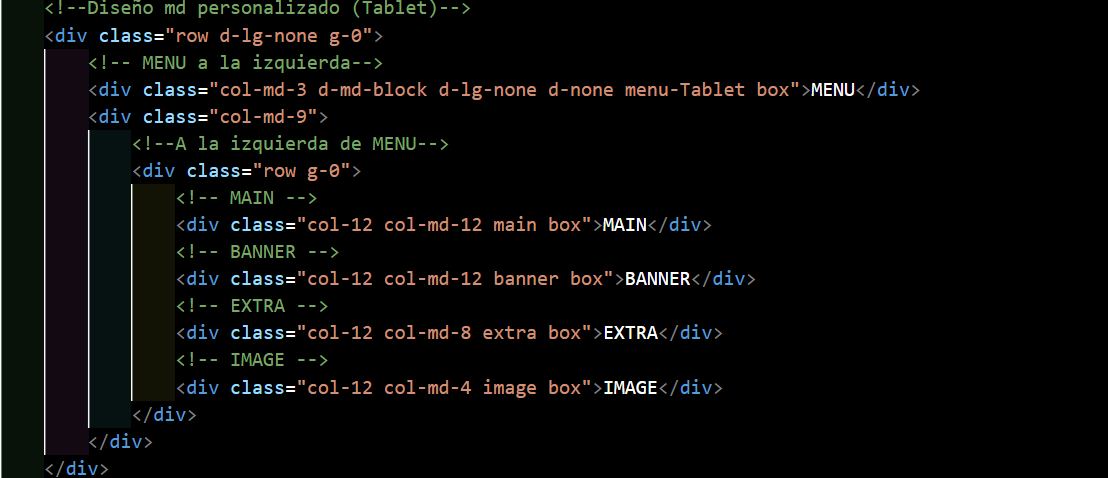 <!--Diseño md personalizado (Tablet)-->
<div class="row d-lg-none g-0">
<!-- MENU a la izquierda-->
<div class="col-md-3 d-md-block d-lg-none d-none menu-Tablet box">MENU</div>
<div class="col-md-9">
<!--A la izquierda de MENU-->
<div class="row g-0">
<!-- MAIN -->
<div class="col-12 col-md-12 main box">MAIN</div>
<!-- BANNER -->
<div class="col-12 col-md-12 banner box">BANNER</div>
<!-- EXTRA -->
<div class="col-12 col-md-8 extra box">EXTRA</div>
<!-- IMAGE -->
<div class="col-12 col-md-4 image box">IMAGE</div>
</div>
</div>
</div>